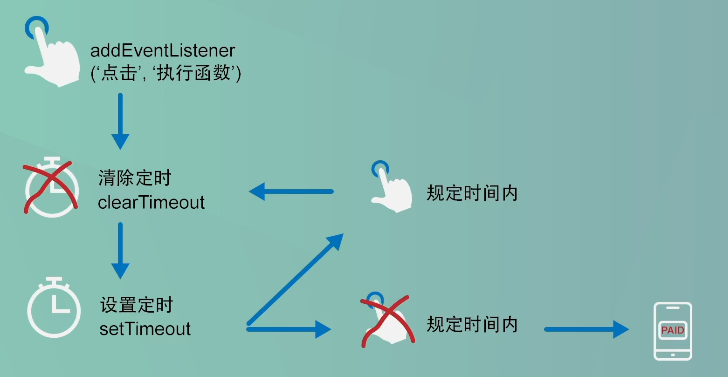 addEventListener
(‘点击’, ‘执行函数’)
清除定时
clearTimeout
规定时间内
设置定时
setTimeout
规定时间内
PAID